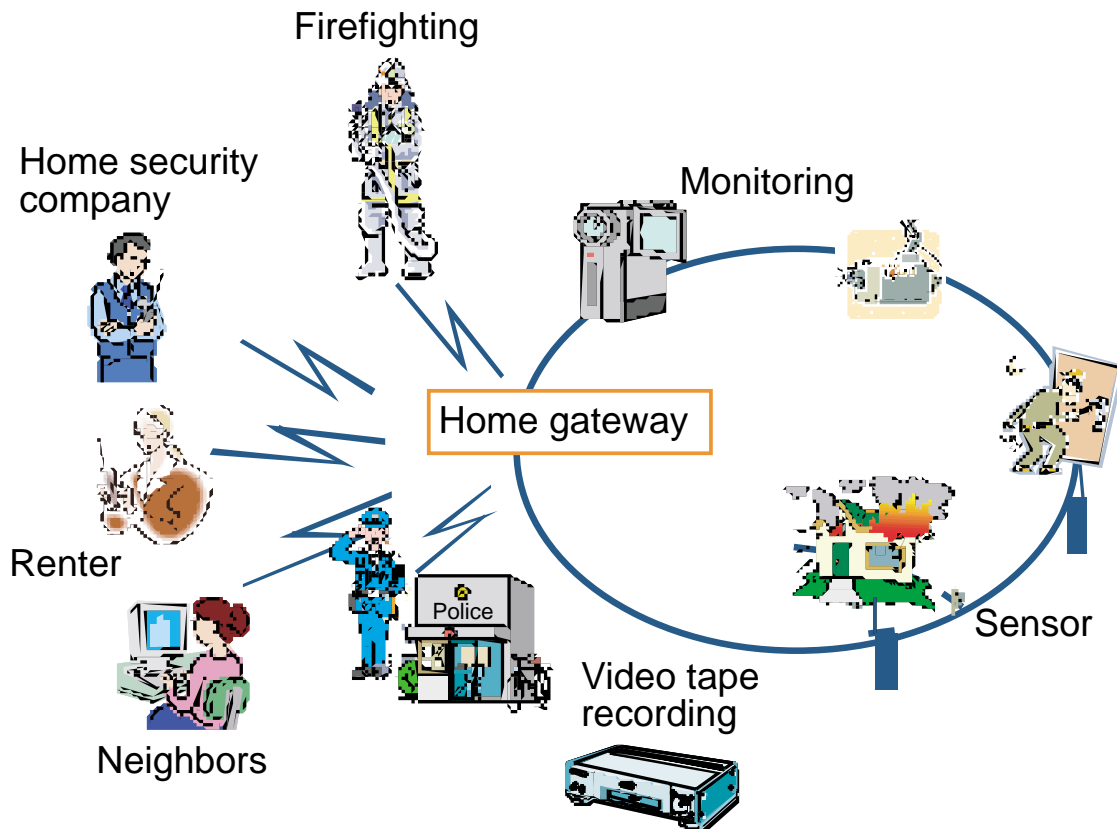 Firefighting
Home security
company
Monitoring
Home gateway
Renter
Police
Sensor
Video tape
recording
Neighbors